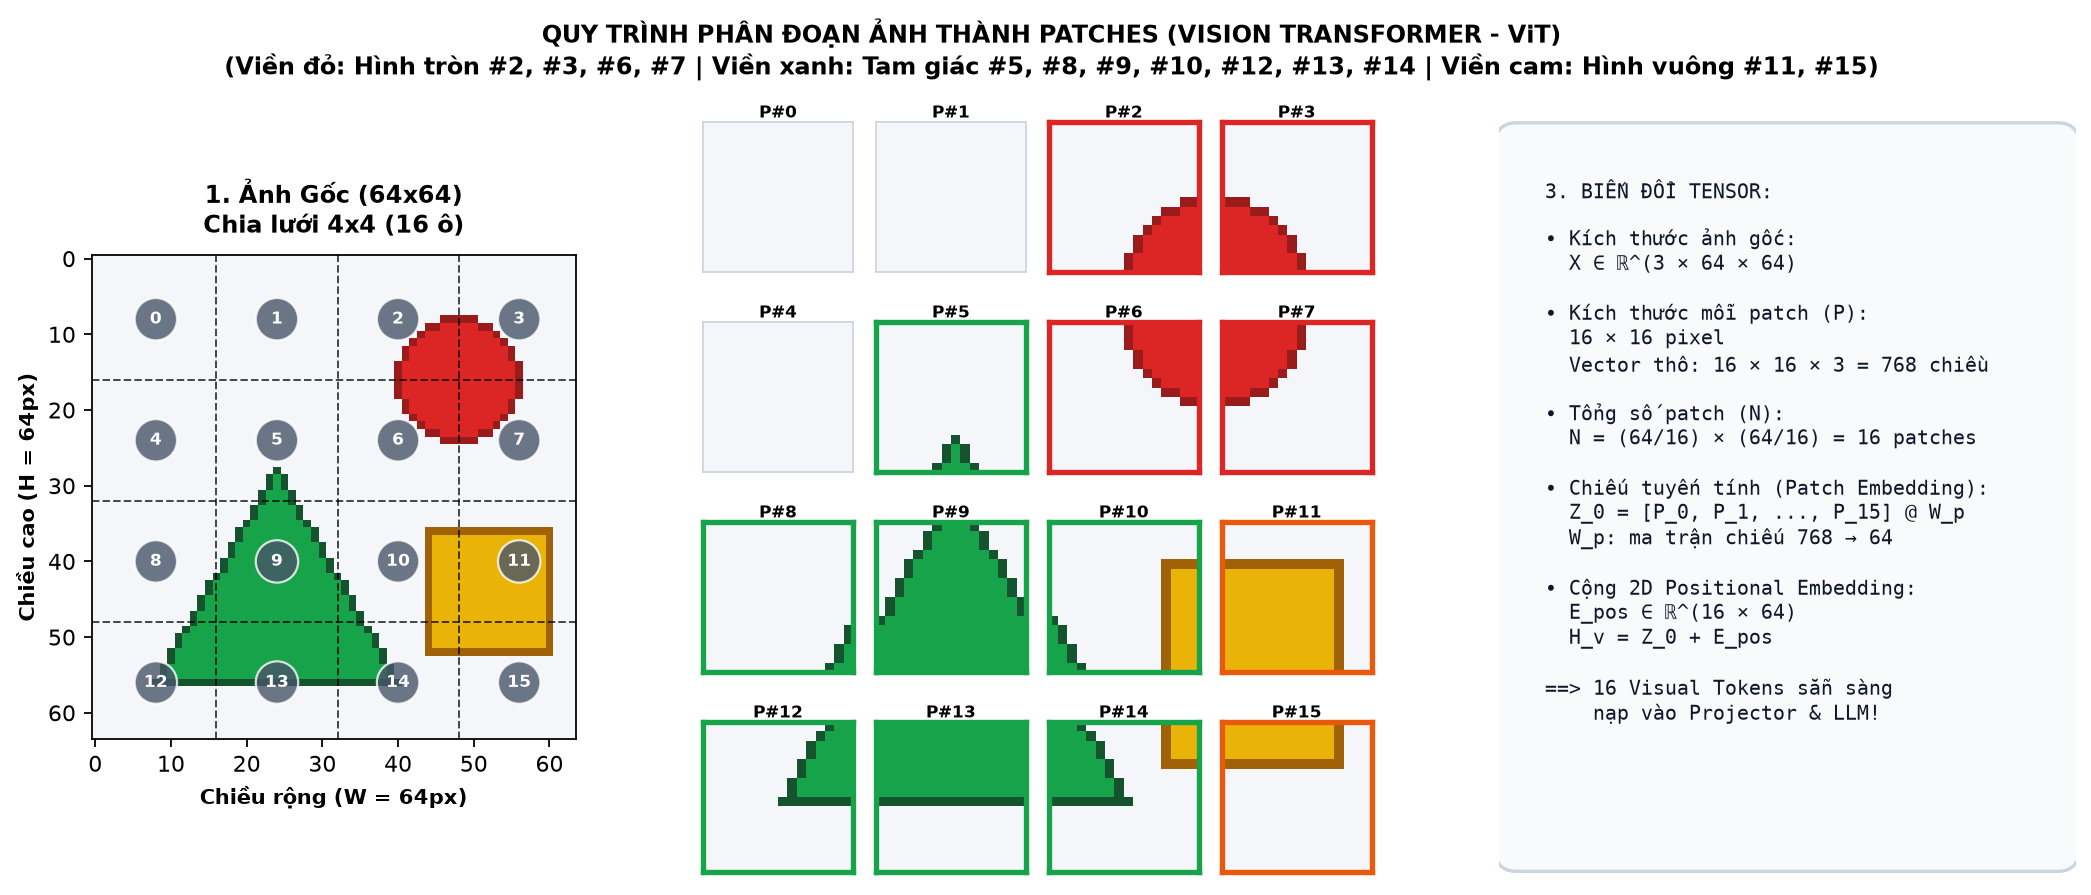 QUY TRÌNH PHÂN ĐOẠN ẢNH THÀNH PATCHES (VISION TRANSFORMER - ViT)
(Viền đỏ: Hình tròn #2, #3, #6, #7 | Viền xanh: Tam giác #5, #8, #9, #10, #12, #13, #14 | Viền cam: Hình vuông #11, #15)
1. Ảnh Gốc (64x64)
Chia lưới 4x4 (16 ô)
0
10
20
30
40
50
60
Chiều cao (H = 64px)
0 1 2 3
4 5 6 7
8 9 10 11
12 13 14 15
0 10 20 30 40 50 60
Chiều rộng (W = 64px)
P#0 P#1 P#2 P#3
P#4 P#5 P#6 P#7
P#8 P#9 P#10 P#11
P#12 P#13 P#14 P#15
3. BIẾN ĐỔI TENSOR:
• Kích thước ảnh gốc:
X ∈ ℝ^(3 × 64 × 64)
• Kích thước mỗi patch (P):
16 × 16 pixel
Vector thô: 16 × 16 × 3 = 768 chiều
• Tổng số patch (N):
N = (64/16) × (64/16) = 16 patches
• Chiếu tuyến tính (Patch Embedding):
Z_0 = [P_0, P_1, ..., P_15] @ W_p
W_p: ma trận chiếu 768 → 64
• Cộng 2D Positional Embedding:
E_pos ∈ ℝ^(16 × 64)
H_v = Z_0 + E_pos
==> 16 Visual Tokens sẵn sàng
nạp vào Projector & LLM!